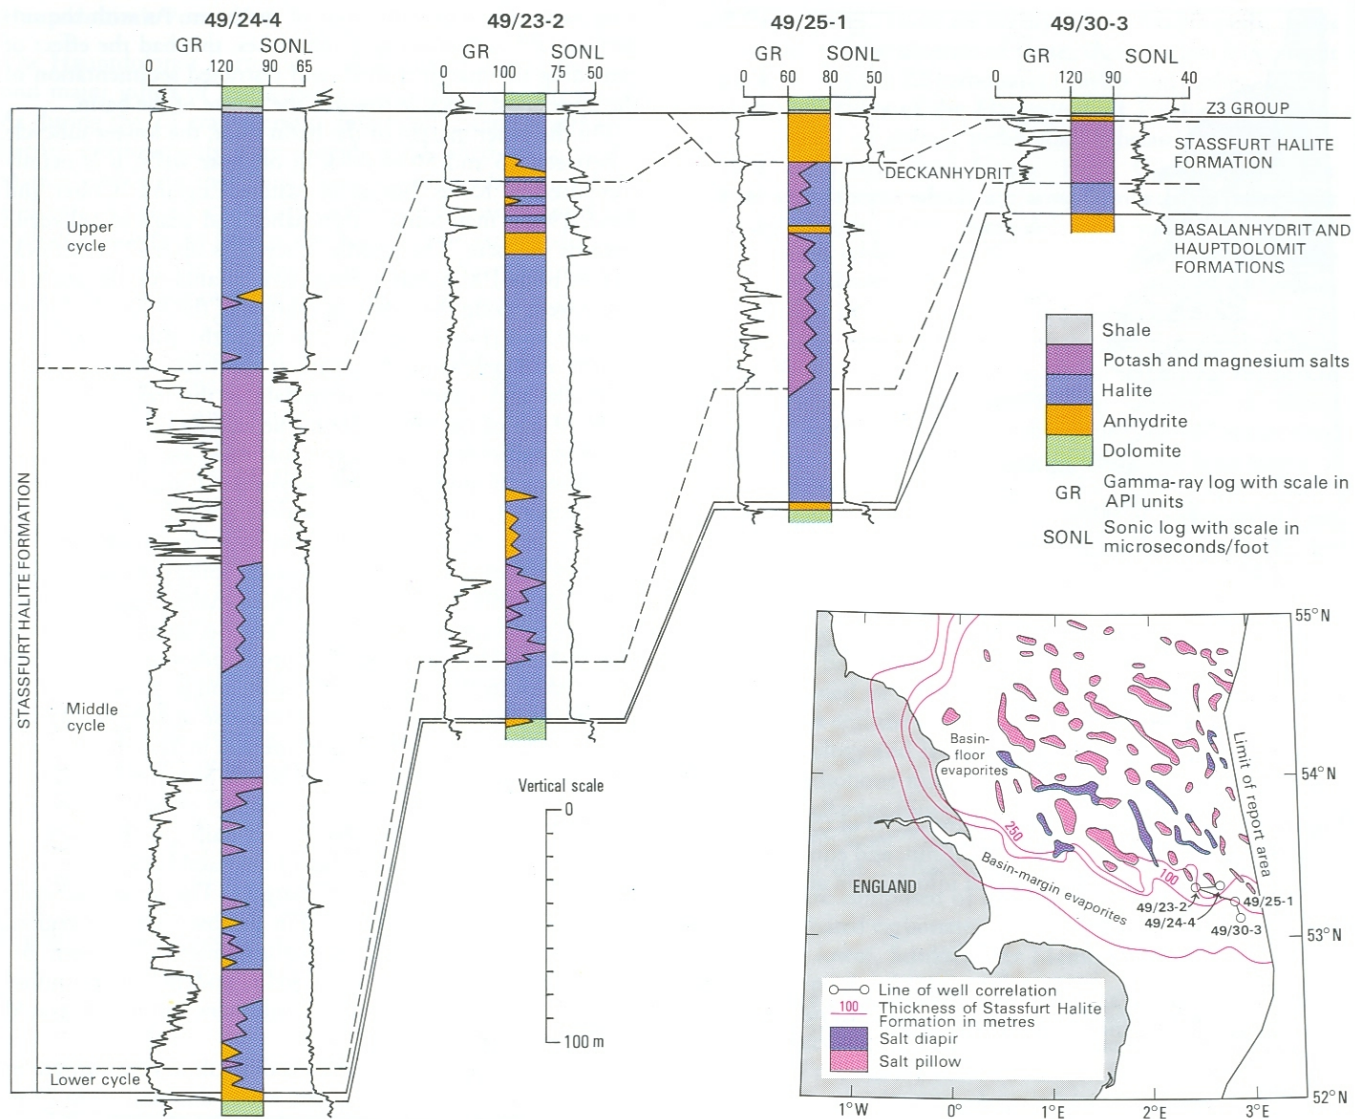 49/24-4
GR SONL
0 120 90 65
49/23-2
GR SONL
0 100 75 50
49/25-1
GR SONL
0 60 80 50
49/30-3
GR SONL
0 120 90 40
Z3 GROUP
STASSFURT HALITE
FORMATION
DECKANHYDRIT
BASALANHYDRIT AND
HAUPTDOLOMIT
FORMATIONS
STASSFURT HALITE FORMATION
Upper
cycle
Middle
cycle
Lower cycle
Vertical scale
0
100 m
Shale
Potash and magnesium salts
Halite
Anhydrite
Dolomite
GR Gamma-ray log with scale in
API units
SONL Sonic log with scale in
microseconds/foot
55°N
54°N
53°N
52°N
1°W
0°
1°E
2°E
3°E
Basin-
floor
evaporites
Limit of report area
250
100
Basin-margin evaporites
ENGLAND
49/23-2
49/24-4
49/25-1
49/30-3
Line of well correlation
100 Thickness of Stassfurt Halite
Formation in metres
Salt diapir
Salt pillow